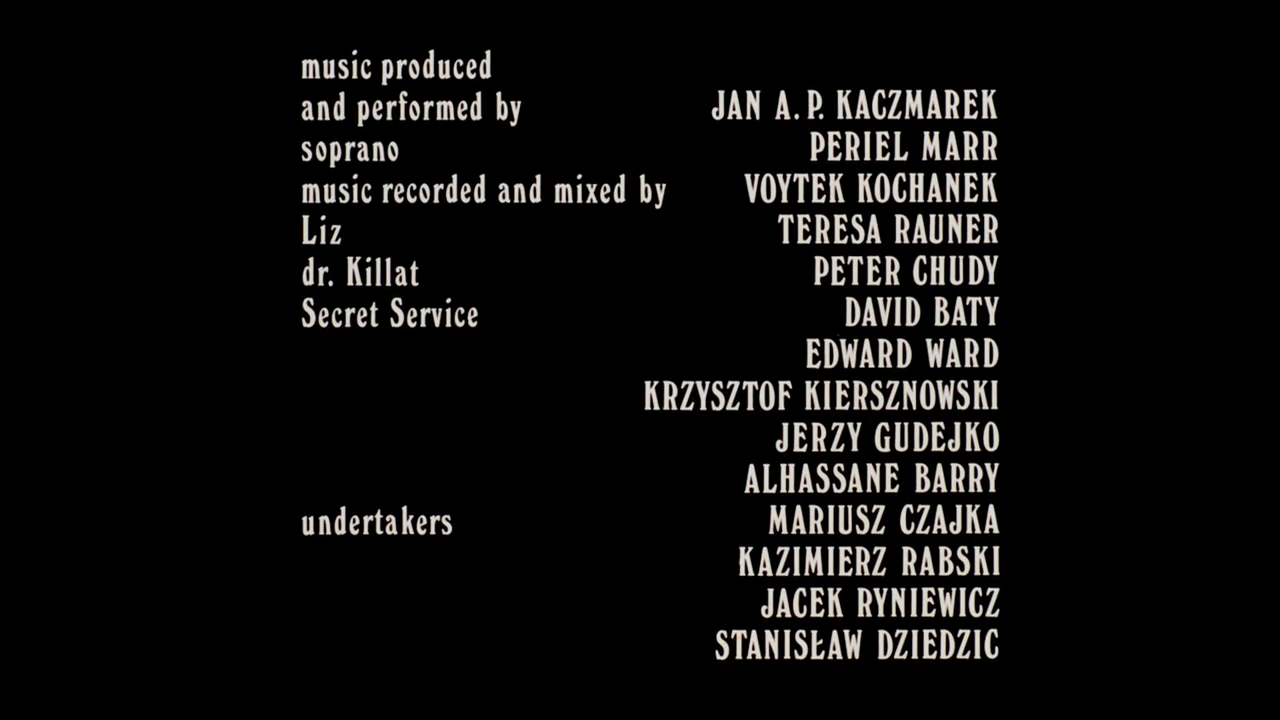 music produced
and performed by JAN A. P. KACZMAREK
soprano PERIEL MARR
music recorded and mixed by VOYTEK KOCHANEK
Liz TERESA RAUNER
dr. Killat PETER CHUDY
Secret Service DAVID BATY
EDWARD WARD
KRZYSZTOF KIERSZNOWSKI
JERZY GUDEJKO
ALHASSANE BARRY
undertakers MARIUSZ CZAJKA
KAZIMIERZ RABSKI
JACEK RYNIEWICZ
STANISŁAW DZIEDZIC